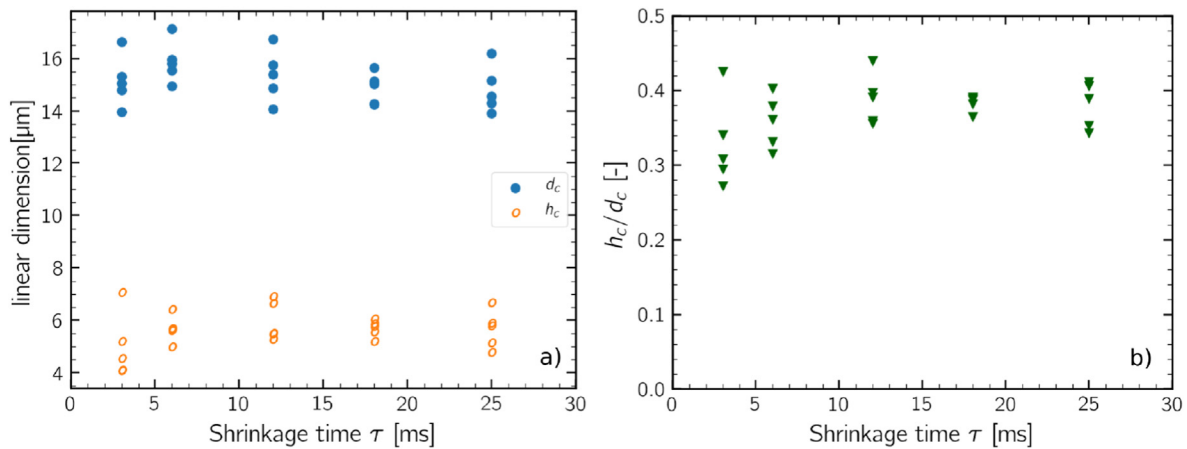 linear dimension[μm]
16
14
12
10
8
6
4
d_c
h_c
a)
0 5 10 15 20 25 30
Shrinkage time τ [ms]
h_c/d_c [-]
0.5
0.4
0.3
0.2
0.1
0.0
b)
0 5 10 15 20 25 30
Shrinkage time τ [ms]